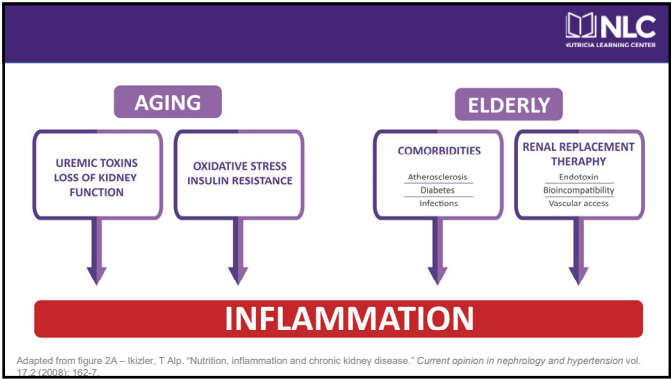 NLC
NUTRICIA LEARNING CENTER
AGING
ELDERLY
UREMIC TOXINS
LOSS OF KIDNEY
FUNCTION
OXIDATIVE STRESS
INSULIN RESISTANCE
COMORBIDITIES
Atherosclerosis
Diabetes
Infections
RENAL REPLACEMENT
THERAPHY
Endotoxin
Bioincompatibility
Vascular access
INFLAMMATION
Adapted from figure 2A – Ikizler, T Alp. “Nutrition, inflammation and chronic kidney disease.” Current opinion in nephrology and hypertension vol.
17,2 (2008): 162-7.